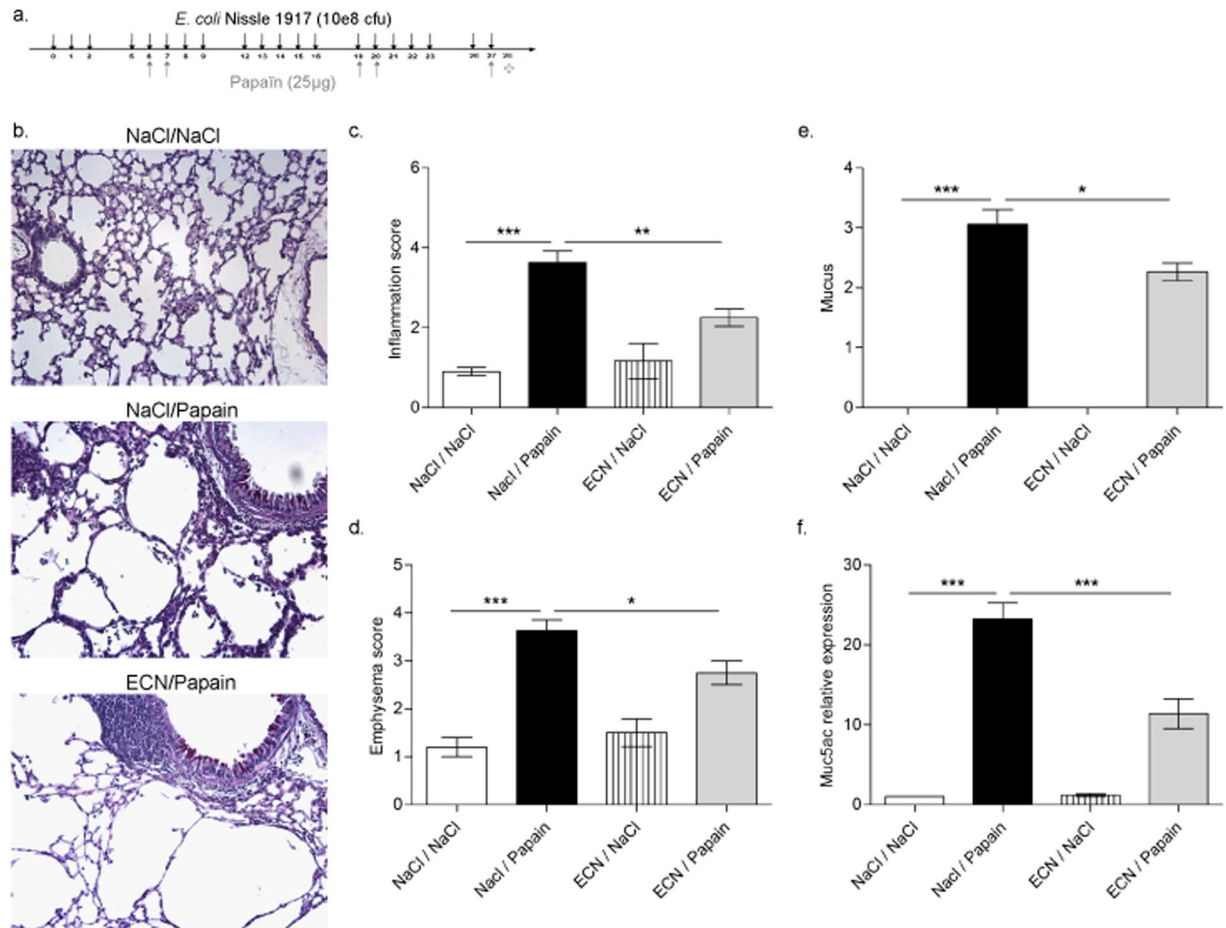 a.
E. coli Nissle 1917 (10e8 cfu)
0 1 2 5 6 7 8 9 12 13 14 15 16 19 20 21 22 23 26 27 28
Papaïn (25µg)
b.
NaCl/NaCl
NaCl/Papain
ECN/Papain
c.
Inflammation score
6
4
2
0
***
**
NaCl / NaCl
Nacl / Papain
ECN / NaCl
ECN / Papain
d.
Emphysema score
5
4
3
2
1
0
***
*
NaCl / NaCl
Nacl / Papain
ECN / NaCl
ECN / Papain
e.
Mucus
4
3
2
1
0
***
*
NaCl / NaCl
Nacl / Papain
ECN / NaCl
ECN / Papain
f.
Muc5ac relative expression
30
20
10
0
***
***
NaCl / NaCl
Nacl / Papain
ECN / NaCl
ECN / Papain